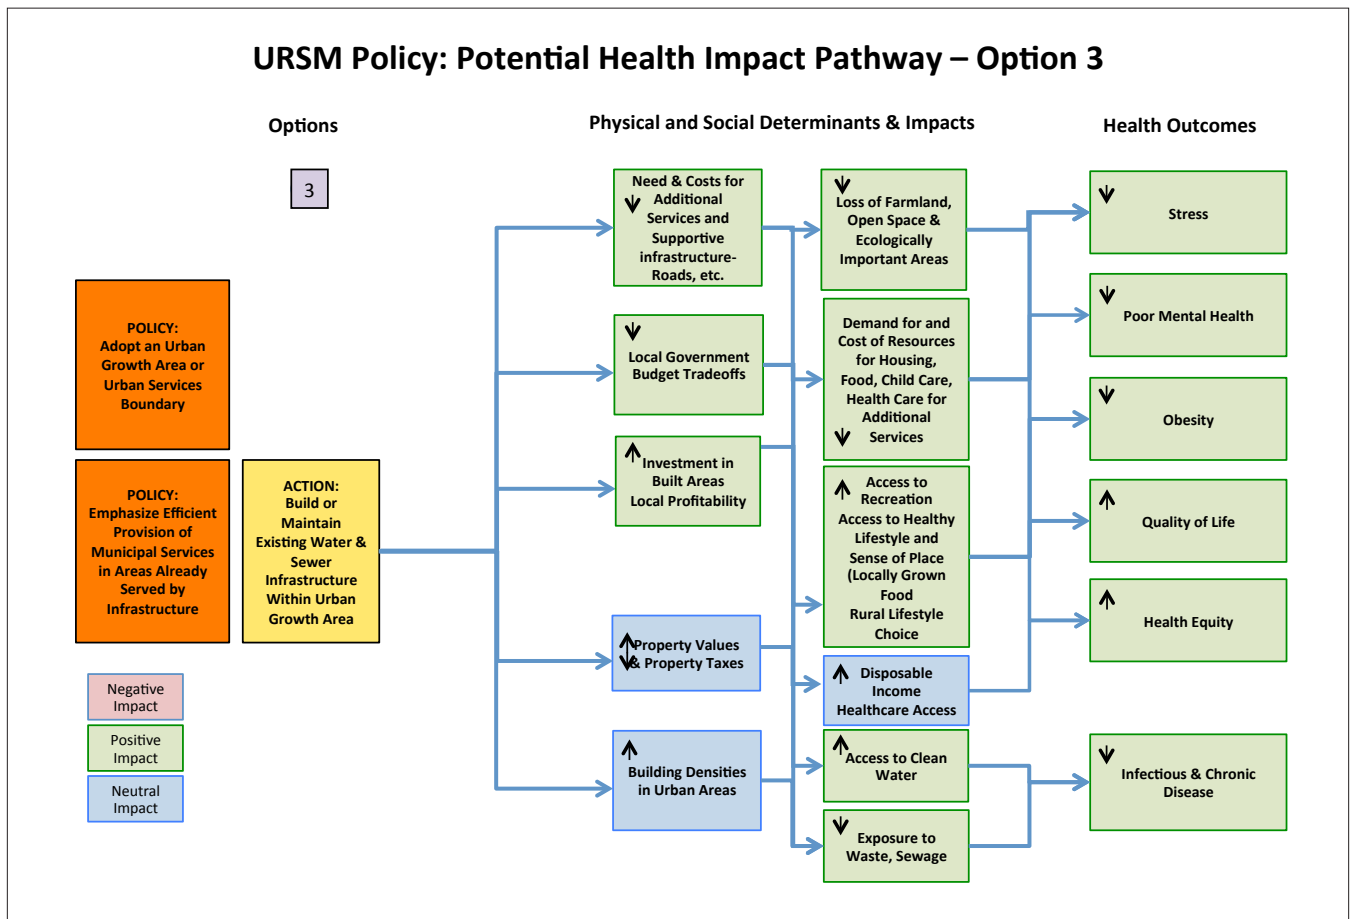 URSM Policy: Potential Health Impact Pathway – Option 3
Options
Physical and Social Determinants & Impacts
Health Outcomes
3
POLICY:
Adopt an Urban
Growth Area or
Urban Services
Boundary
POLICY:
Emphasize Efficient
Provision of
Municipal Services
in Areas Already
Served by
Infrastructure
ACTION:
Build or
Maintain
Existing Water &
Sewer
Infrastructure
Within Urban
Growth Area
Negative
Impact
Positive
Impact
Neutral
Impact
Need & Costs for
Additional
Services and
Supportive
infrastructure-
Roads, etc.
Local Government
Budget Tradeoffs
Investment in
Built Areas
Local Profitability
Property Values
& Property Taxes
Building Densities
in Urban Areas
Loss of Farmland,
Open Space &
Ecologically
Important Areas
Demand for and
Cost of Resources
for Housing,
Food, Child Care,
Health Care for
Additional
Services
Access to
Recreation
Access to Healthy
Lifestyle and
Sense of Place
(Locally Grown
Food
Rural Lifestyle
Choice
Disposable
Income
Healthcare Access
Access to Clean
Water
Exposure to
Waste, Sewage
Stress
Poor Mental Health
Obesity
Quality of Life
Health Equity
Infectious & Chronic
Disease